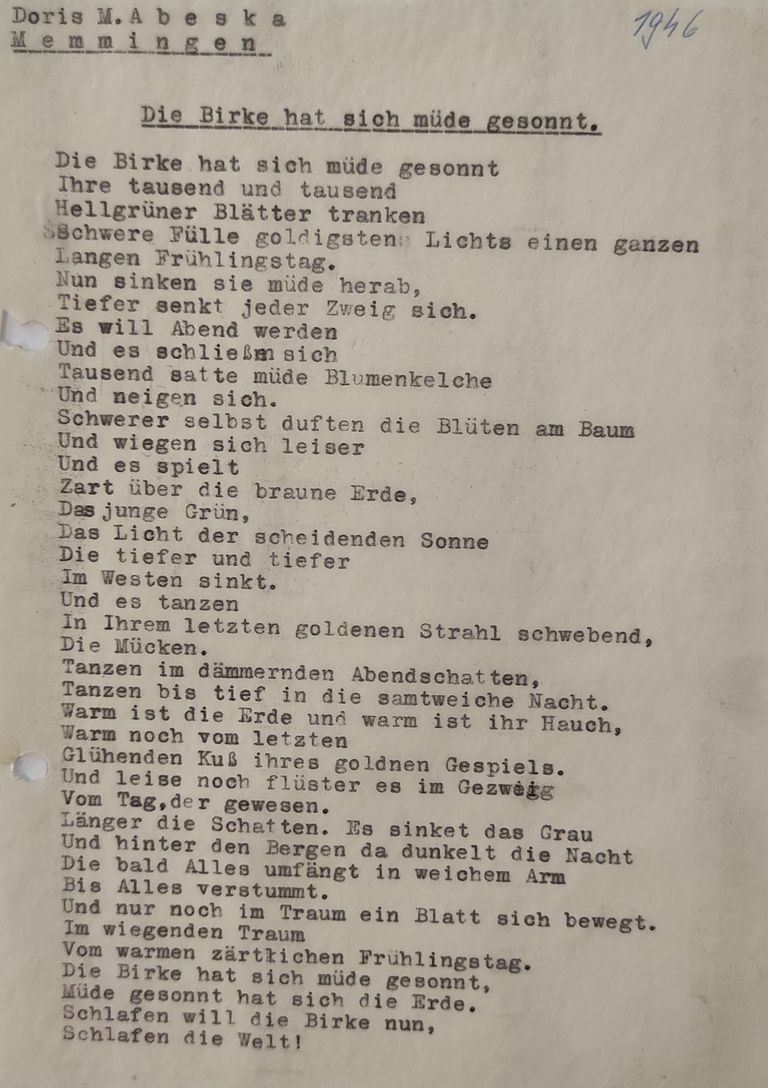 Doris M. A b e s k a
M e m m i n g e n
1946
Die Birke hat sich müde gesonnt.
Die Birke hat sich müde gesonnt
Ihre tausend und tausend
Hellgrüner Blätter tranken
Schwere Fülle goldigsten Lichts einen ganzen
Langen Frühlingstag.
Nun sinken sie müde herab,
Tiefer senkt jeder Zweig sich.
Es will Abend werden
Und es schließn sich
Tausend satte müde Blumenkelche
Und neigen sich.
Schwerer selbst duften die Blüten am Baum
Und wiegen sich leiser
Und es spielt
Zart über die braune Erde,
Das junge Grün,
Das Licht der scheidenden Sonne
Die tiefer und tiefer
Im Westen sinkt.
Und es tanzen
In Ihrem letzten goldenen Strahl schwebend,
Die Mücken.
Tanzen im dämmernden Abendschatten,
Tanzen bis tief in die samtweiche Nacht.
Warm ist die Erde und warm ist ihr Hauch,
Warm noch vom letzten
Glühenden Kuß ihres goldnen Gespiels.
Und leise noch flüster es im Gezweig
Vom Tag,der gewesen.
Länger die Schatten. Es sinket das Grau
Und hinter den Bergen da dunkelt die Nacht
Die bald Alles umfängt in weichem Arm
Bis Alles verstummt.
Und nur noch im Traum ein Blatt sich bewegt.
Im wiegenden Traum
Vom warmen zärtlichen Frühlingstag.
Die Birke hat sich müde gesonnt,
Müde gesonnt hat sich die Erde.
Schlafen will die Birke nun,
Schlafen die Welt!